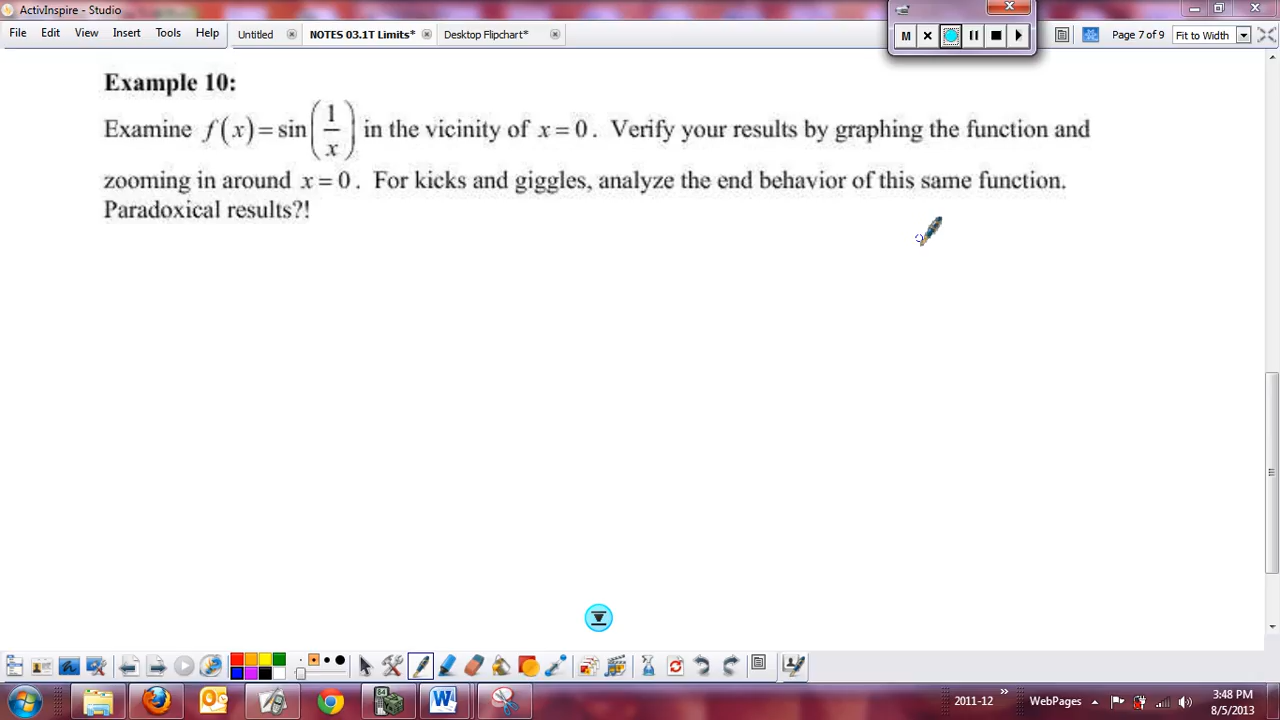 ActivInspire - Studio
File Edit View Insert Tools Help Untitled NOTES 03.1T Limits* Desktop Flipchart* M Page 7 of 9 Fit to Width
Example 10:
Examine f(x)=sin(1/x) in the vicinity of x=0. Verify your results by graphing the function and
zooming in around x=0. For kicks and giggles, analyze the end behavior of this same function.
Paradoxical results?!
2011-12 WebPages 3:48 PM
8/5/2013